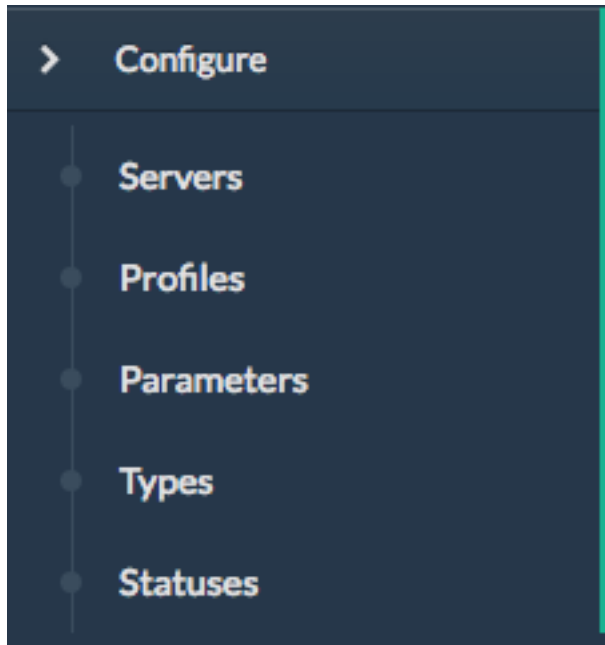 Configure
Servers
Profiles
Parameters
Types
Statuses